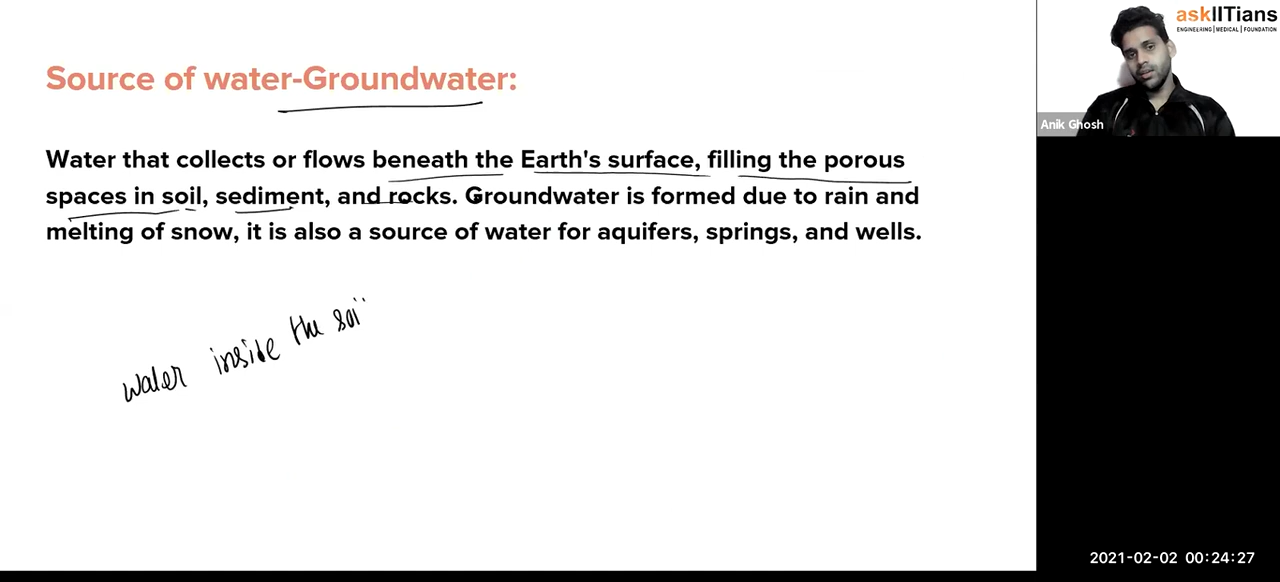 askIITians
ENGINEERING | MEDICAL | FOUNDATION
Source of water-Groundwater:
Anik Ghosh
Water that collects or flows beneath the Earth's surface, filling the porous
spaces in soil, sediment, and rocks. Groundwater is formed due to rain and
melting of snow, it is also a source of water for aquifers, springs, and wells.
water inside the soi
2021-02-02 00:24:27